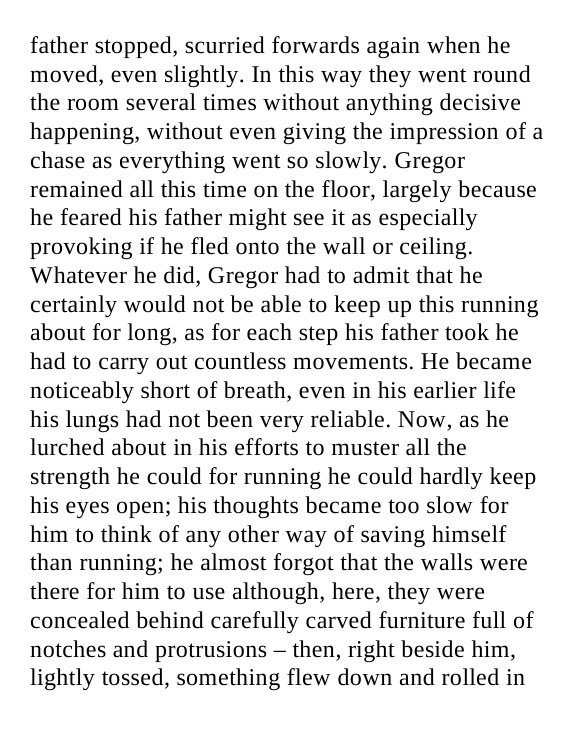 father stopped, scurried forwards again when he
moved, even slightly. In this way they went round
the room several times without anything decisive
happening, without even giving the impression of a
chase as everything went so slowly. Gregor
remained all this time on the floor, largely because
he feared his father might see it as especially
provoking if he fled onto the wall or ceiling.
Whatever he did, Gregor had to admit that he
certainly would not be able to keep up this running
about for long, as for each step his father took he
had to carry out countless movements. He became
noticeably short of breath, even in his earlier life
his lungs had not been very reliable. Now, as he
lurched about in his efforts to muster all the
strength he could for running he could hardly keep
his eyes open; his thoughts became too slow for
him to think of any other way of saving himself
than running; he almost forgot that the walls were
there for him to use although, here, they were
concealed behind carefully carved furniture full of
notches and protrusions – then, right beside him,
lightly tossed, something flew down and rolled in